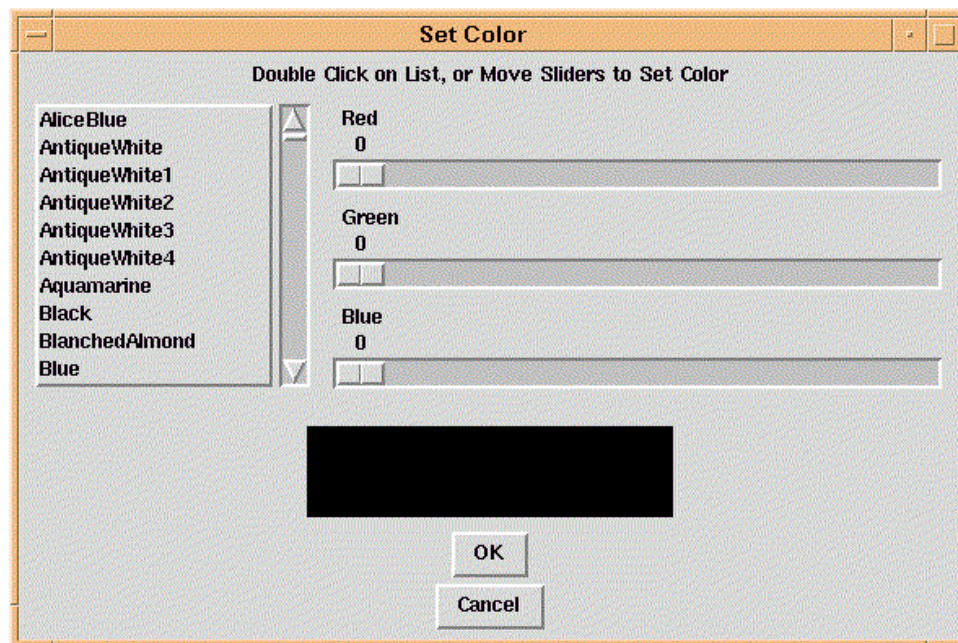 Set Color
Double Click on List, or Move Sliders to Set Color
AliceBlue
AntiqueWhite
AntiqueWhite1
AntiqueWhite2
AntiqueWhite3
AntiqueWhite4
Aquamarine
Black
BlanchedAlmond
Blue
Red
0
Green
0
Blue
0
OK
Cancel